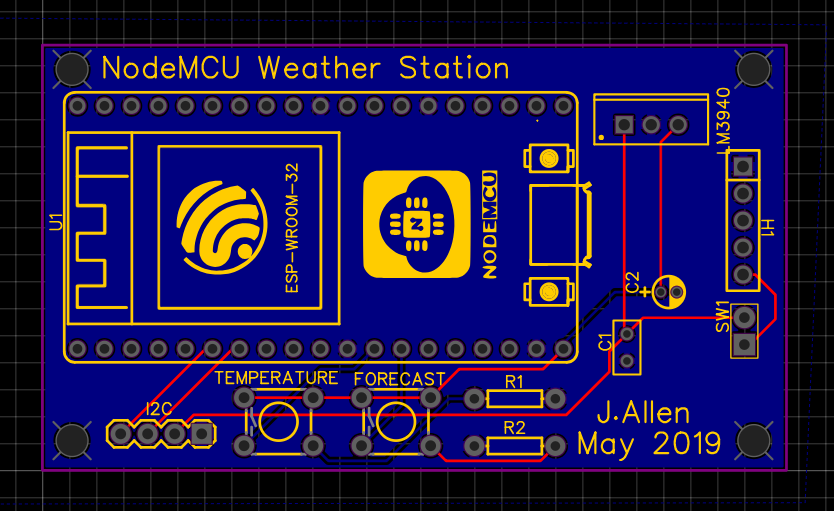 NodeMCU Weather Station
LM3940
U1
ESP-WROOM-32
Z
NODEMCU
H1
C2
+
SW1
C1
TEMPERATURE
FORECAST
R1
I2C
R2
J.Allen
May 2019